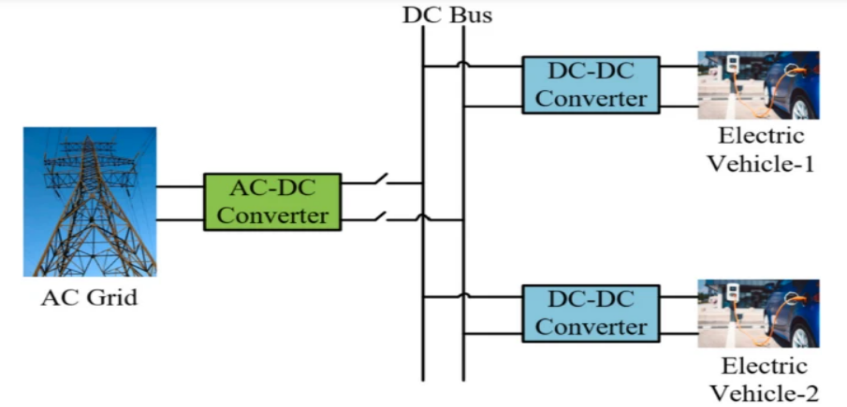 DC Bus
DC-DC
Converter
Electric
Vehicle-1
AC-DC
Converter
AC Grid
DC-DC
Converter
Electric
Vehicle-2